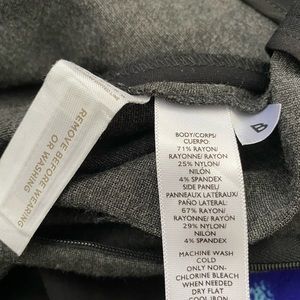 REMOVE BEFORE WEARING
OR WASHING
B
BODY/CORPS/
CUERPO:
71% RAYON/
RAYONNE/ RAYON
25% NYLON/
NILON/
4% SPANDEX
SIDE PANEL/
PANNEAUX LATÉRAUX/
PAÑO LATERAL:
67% RAYON/
RAYONNE/ RAYON
29% NYLON/
NILON/
4% SPANDEX
MACHINE WASH
COLD
ONLY NON-
CHLORINE BLEACH
WHEN NEEDED
DRY FLAT
COOL IRON